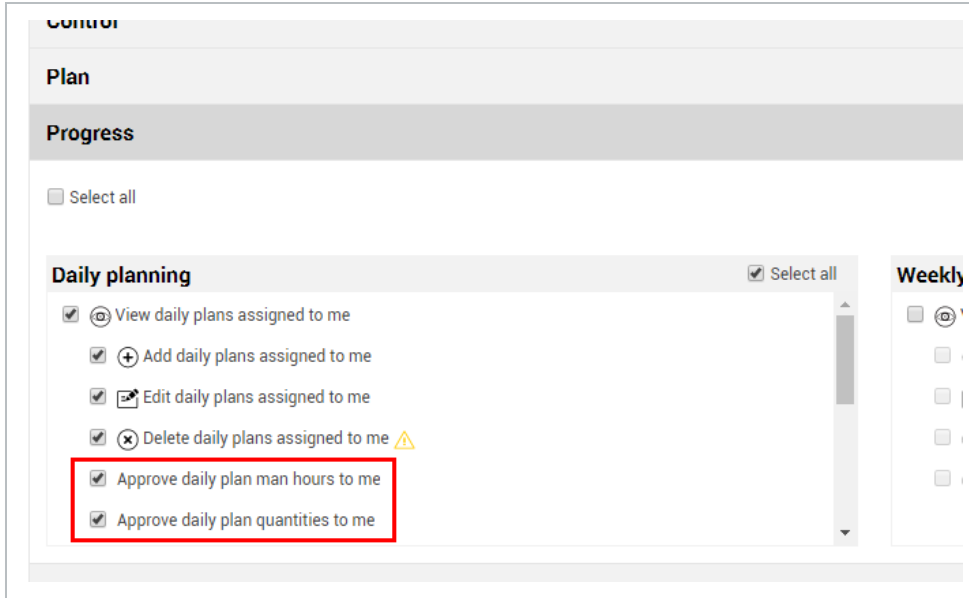 Control
Plan
Progress
Select all
Daily planning
Select all
View daily plans assigned to me
Add daily plans assigned to me
Edit daily plans assigned to me
Delete daily plans assigned to me
Approve daily plan man hours to me
Approve daily plan quantities to me
Weekly